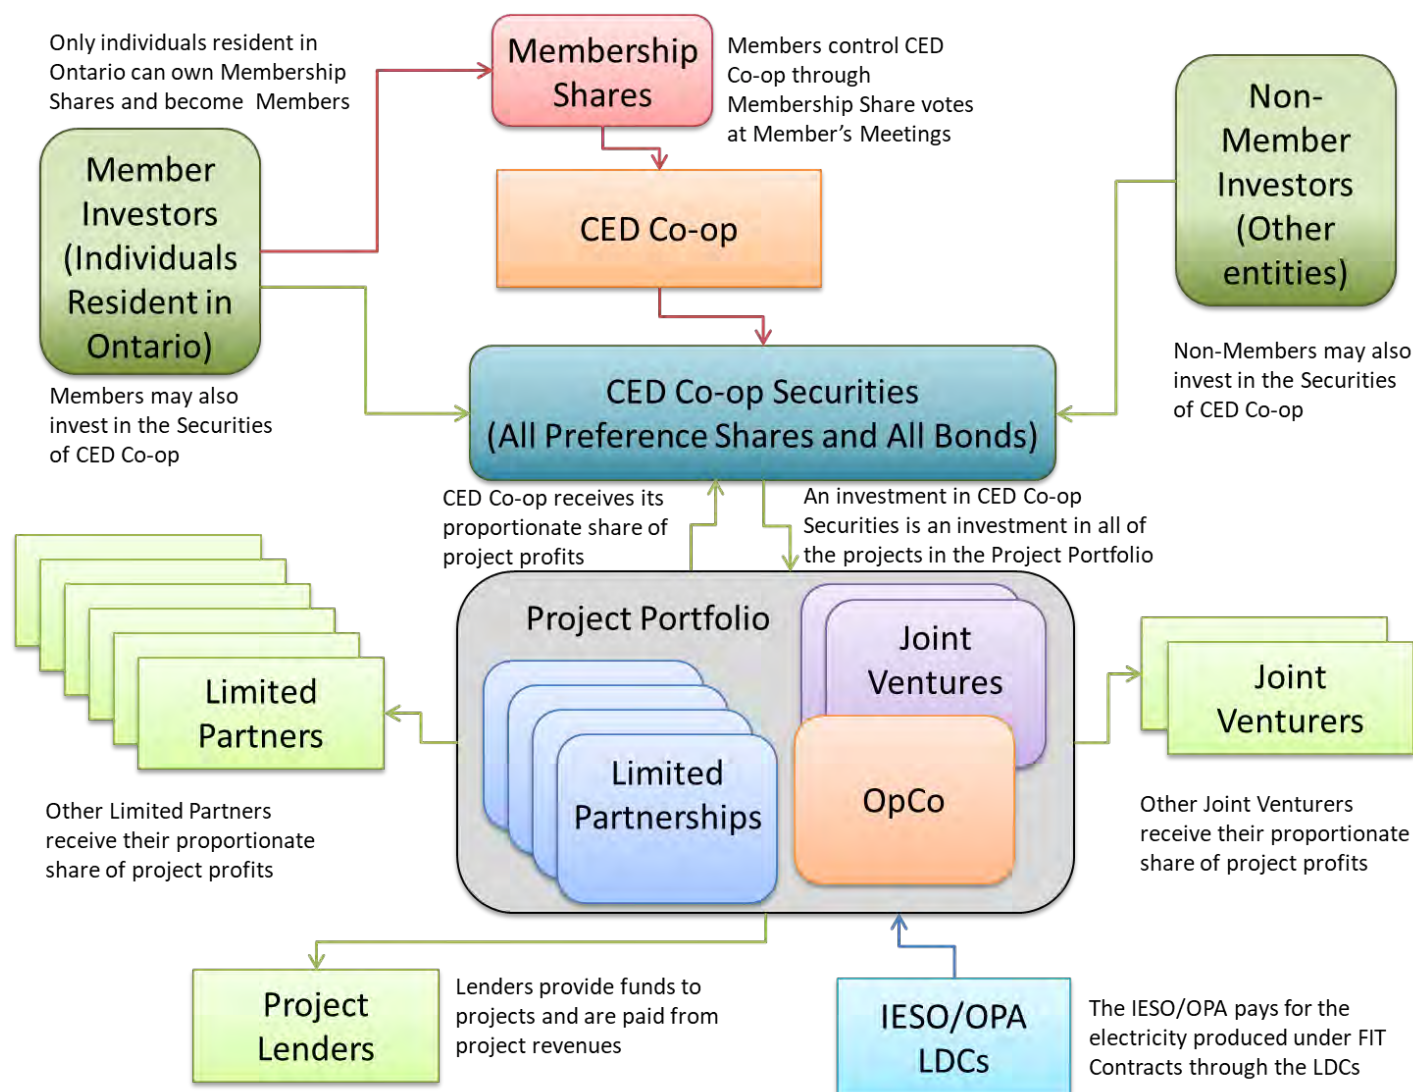 Only individuals resident in
Ontario can own Membership
Shares and become Members
Membership
Shares
Members control CED
Co-op through
Membership Share votes
at Member’s Meetings
Non-
Member
Investors
(Other
entities)
Member
Investors
(Individuals
Resident in
Ontario)
CED Co-op
Non-Members may also
invest in the Securities
of CED Co-op
Members may also
invest in the Securities
of CED Co-op
CED Co-op Securities
(All Preference Shares and All Bonds)
CED Co-op receives its
proportionate share of
project profits
An investment in CED Co-op
Securities is an investment in all of
the projects in the Project Portfolio
Project Portfolio
Joint
Ventures
Limited
Partnerships
OpCo
Limited
Partners
Joint
Venturers
Other Limited Partners
receive their proportionate
share of project profits
Other Joint Venturers
receive their proportionate
share of project profits
Project
Lenders
Lenders provide funds to
projects and are paid from
project revenues
IESO/OPA
LDCs
The IESO/OPA pays for the
electricity produced under FIT
Contracts through the LDCs